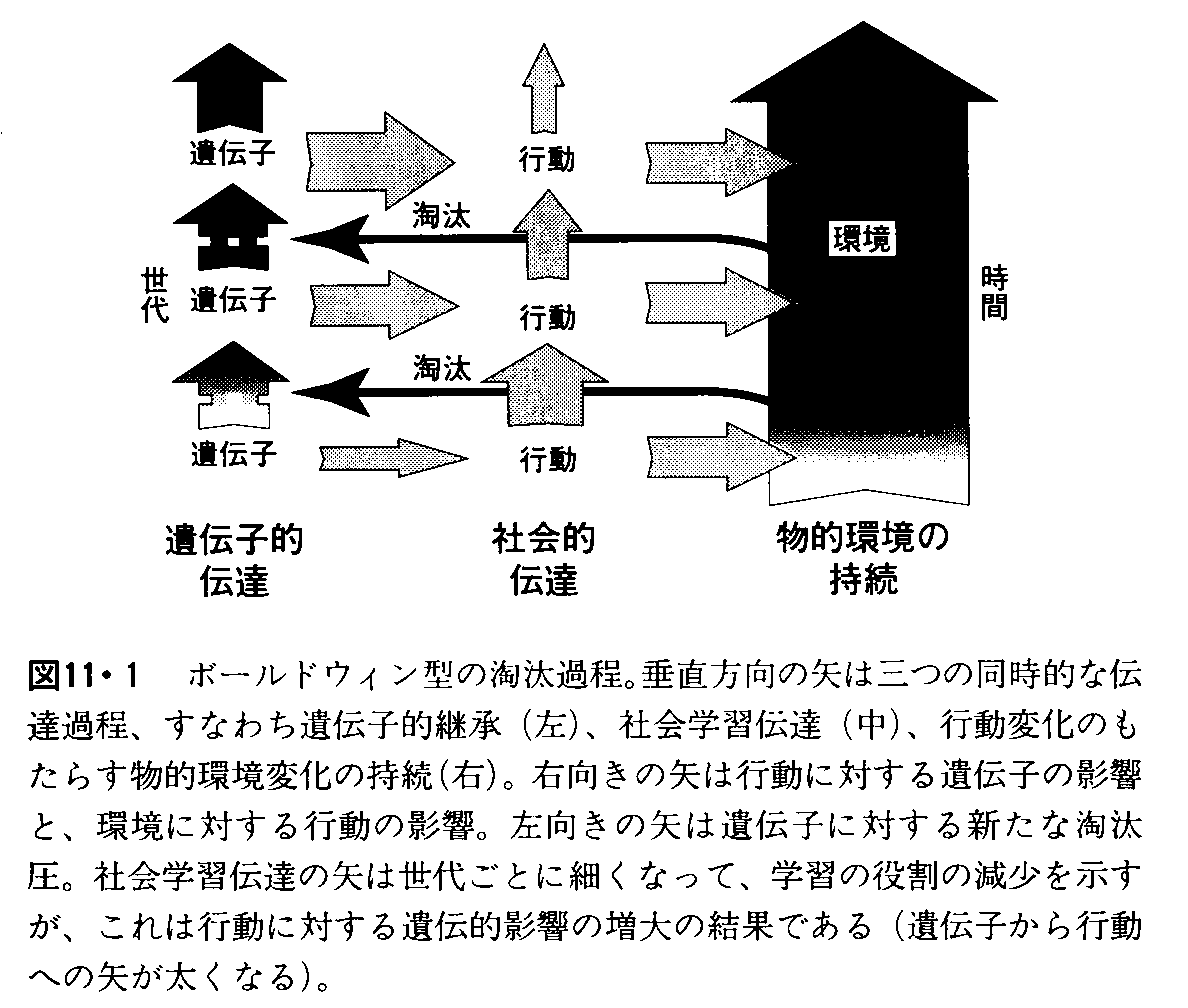 遺伝子
行動
淘汰
環境
世代
遺伝子
行動
時間
淘汰
遺伝子
行動
遺伝子的
伝達
社会的
伝達
物的環境の
持続
図11・1 ボールドウィン型の淘汰過程。垂直方向の矢は三つの同時的な伝
達過程、すなわち遺伝子的継承（左）、社会学習伝達（中）、行動変化のも
たらす物的環境変化の持続（右）。右向きの矢は行動に対する遺伝子の影響
と、環境に対する行動の影響。左向きの矢は遺伝子に対する新たな淘汰
圧。社会学習伝達の矢は世代ごとに細くなって、学習の役割の減少を示す
が、これは行動に対する遺伝的影響の増大の結果である（遺伝子から行動
への矢が太くなる）。